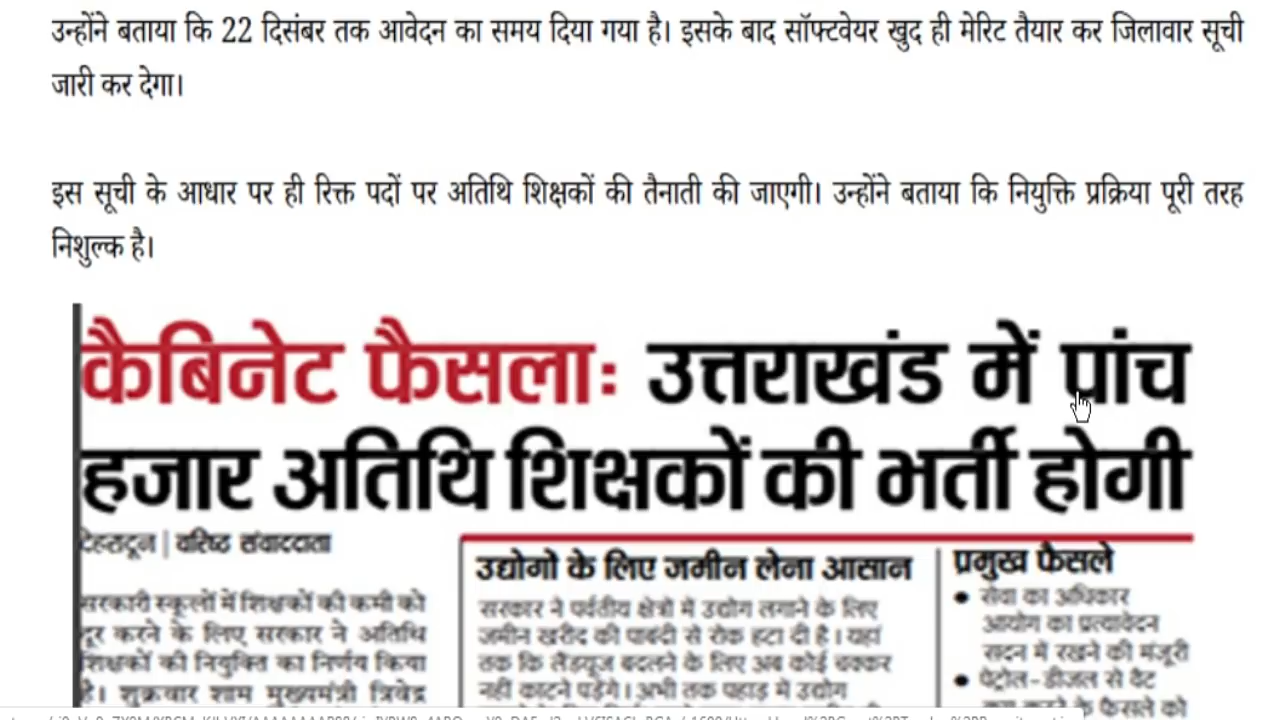 उन्होंने बताया कि 22 दिसंबर तक आवेदन का समय दिया गया है। इसके बाद सॉफ्टवेयर खुद ही मेरिट तैयार कर जिलावार सूची
जारी कर देगा।
इस सूची के आधार पर ही रिक्त पदों पर अतिथि शिक्षकों की तैनाती की जाएगी। उन्होंने बताया कि नियुक्ति प्रक्रिया पूरी तरह
निशुल्क है।
कैबिनेट फैसलाः उत्तराखंड में पांच
हजार अतिथि शिक्षकों की भर्ती होगी
देहरादून | वरिष्ठ संवाददाता
सरकारी स्कूलों में शिक्षकों की कमी को
दूर करने के लिए सरकार ने अतिथि
शिक्षकों की नियुक्ति का निर्णय किया
है। शुक्रवार शाम मुख्यमंत्री त्रिवेंद्र
उद्योगों के लिए जमीन लेना आसान
सरकार ने पर्वतीय क्षेत्रों में उद्योग लगाने के लिए
जमीन खरीद की पाबंदी से रोक हटा दी है। यहां
तक कि लैंडयूज बदलने के लिए अब कोई चक्कर
नहीं काटने पड़ेंगे। अभी तक पहाड़ में उद्योग
प्रमुख फैसले
● सेवा का अधिकार
आयोग का प्रत्यावेदन
सदन में रखने की मंजूरी
● पेट्रोल-डीजल से वैट
कम करने के फैसले को